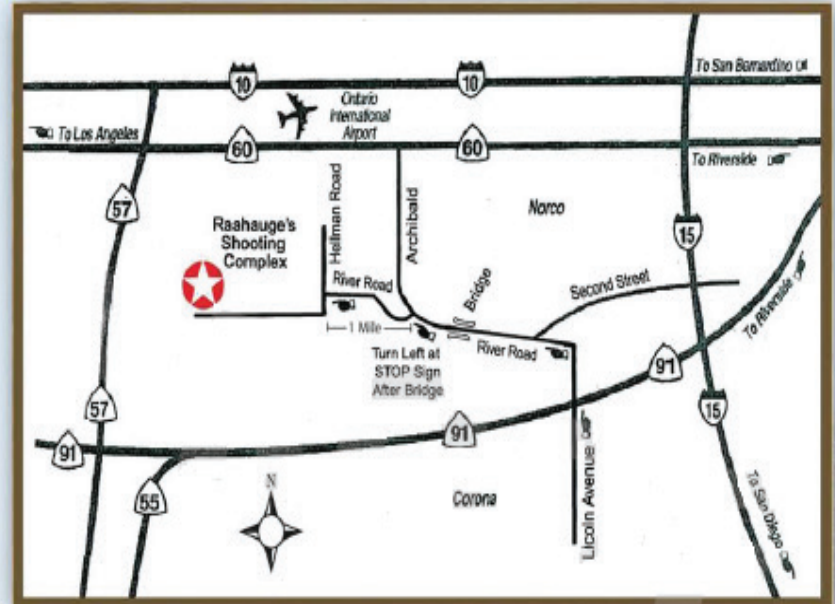 10
10
To San Bernardino
Ontario
International
Airport
To Los Angeles
60
60
To Riverside
57
Raahauge's
Shooting
Complex
Hellman Road
Archibald
Norco
15
River Road
Bridge
Second Street
To Riverside
1 Mile
Turn Left at
STOP Sign
After Bridge
River Road
91
57
15
91
91
55
N
Corona
Licoln Avenue
To San Diego